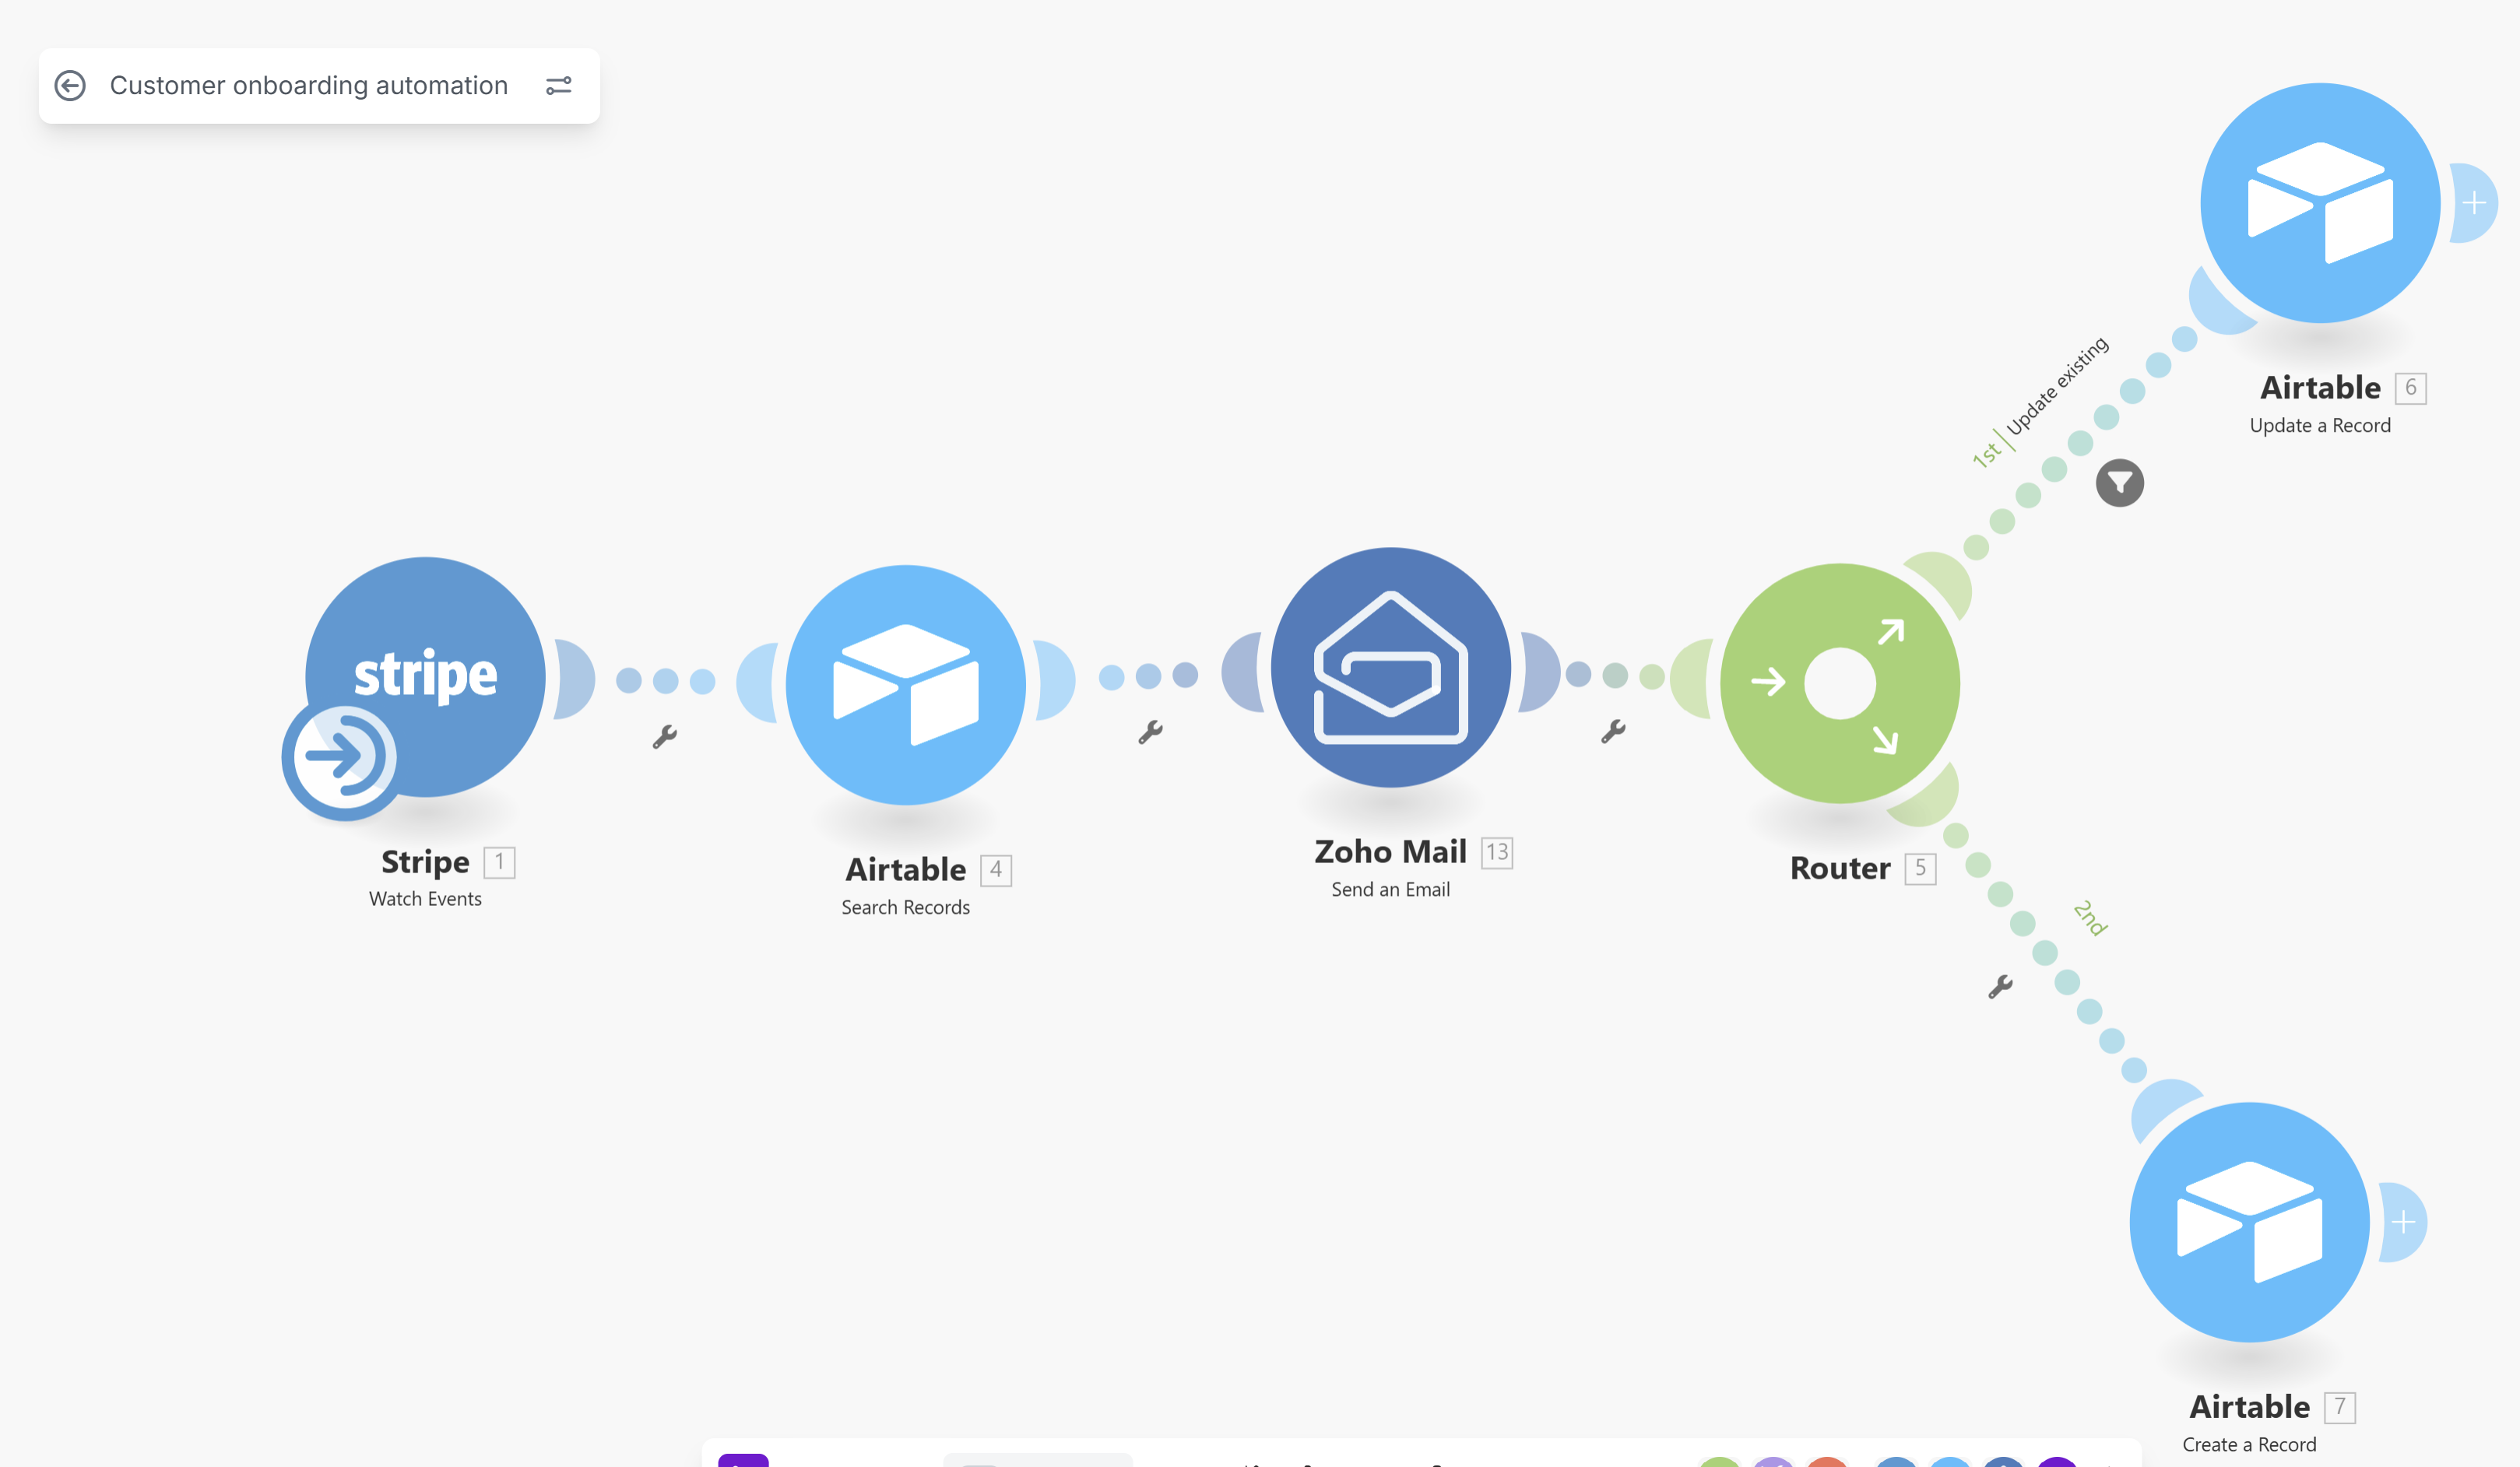 Customer onboarding automation
stripe
Stripe 1
Watch Events
Airtable 4
Search Records
Zoho Mail 13
Send an Email
Router 5
1st | Update existing
Airtable 6
Update a Record
2nd
Airtable 7
Create a Record